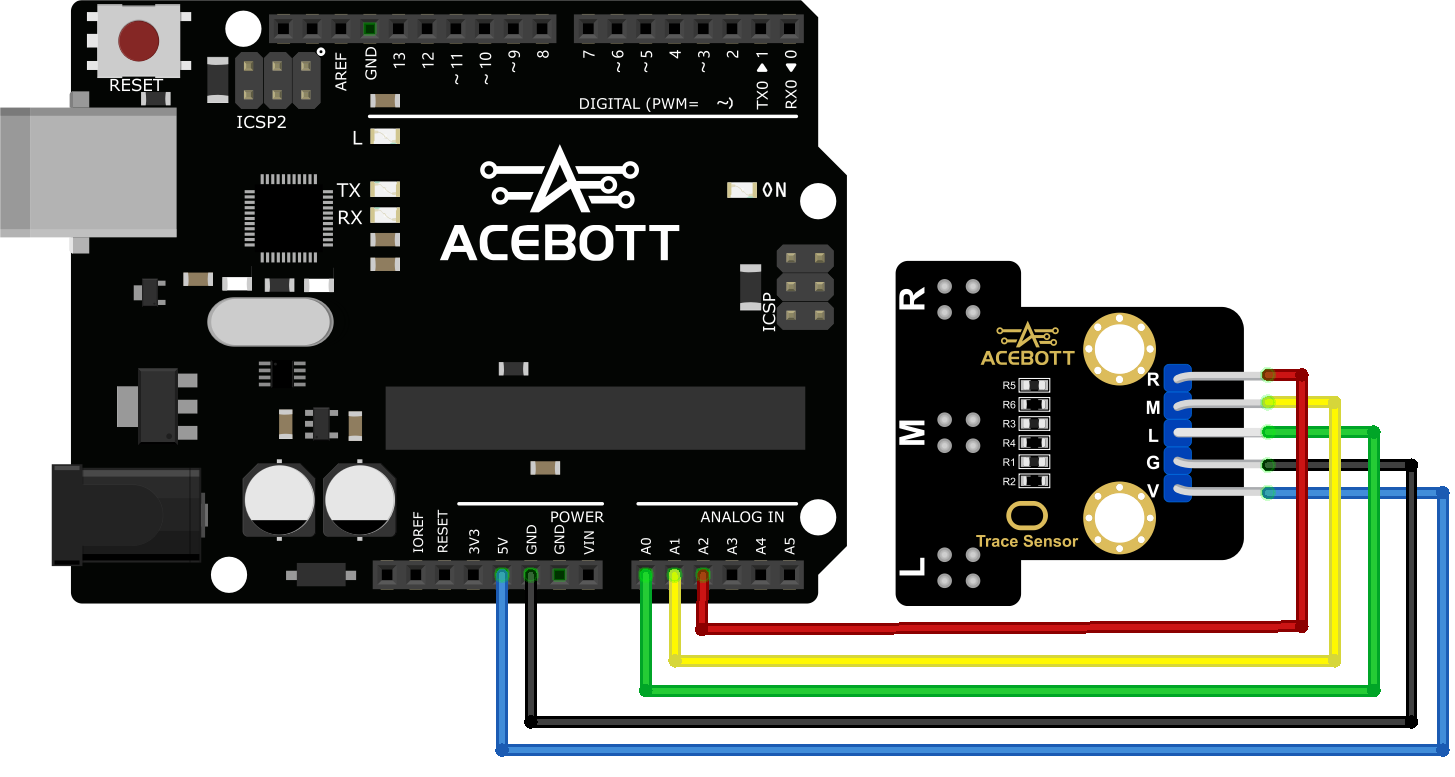 RESET
ICSP2
AREF
GND
13
12
~11
~10
~9
8
7
~6
~5
4
~3
2
TX0 ▶ 1
RX0 ◀ 0
DIGITAL (PWM= ~)
L
TX
RX
ACEBOTT
ON
ICSP
POWER
ANALOG IN
IOREF
RESET
3V3
5V
GND
GND
VIN
A0
A1
A2
A3
A4
A5
R
M
L
ACEBOTT
R5
R6
R3
R4
R1
R2
Trace Sensor
R
M
L
G
V